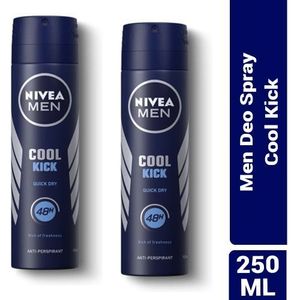 NIVEA
MEN
COOL
KICK
QUICK DRY
48H
ANTI-PERSPIRANT
NIVEA
MEN
COOL
KICK
QUICK DRY
48H
ANTI-PERSPIRANT
Men Deo Spray
Cool Kick
250
ML